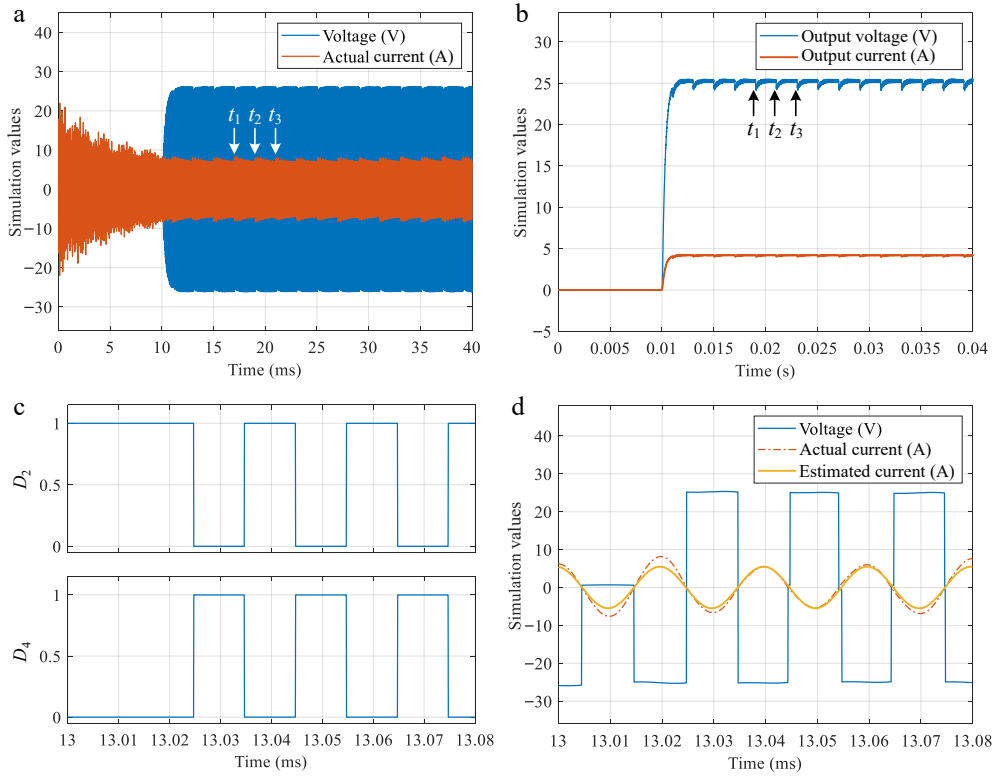 a
Simulation values
40
30
20
10
0
−10
−20
−30
Voltage (V)
Actual current (A)
t1 t2 t3
0 5 10 15 20 25 30 35 40
Time (ms)
b
Simulation values
30
25
20
15
10
5
0
−5
Output voltage (V)
Output current (A)
t1 t2 t3
0 0.005 0.01 0.015 0.02 0.025 0.03 0.035 0.04
Time (s)
c
D2
1
0.5
0
D4
1
0.5
0
13 13.01 13.02 13.03 13.04 13.05 13.06 13.07 13.08
Time (ms)
d
Simulation values
40
30
20
10
0
−10
−20
−30
Voltage (V)
Actual current (A)
Estimated current (A)
13 13.01 13.02 13.03 13.04 13.05 13.06 13.07 13.08
Time (ms)